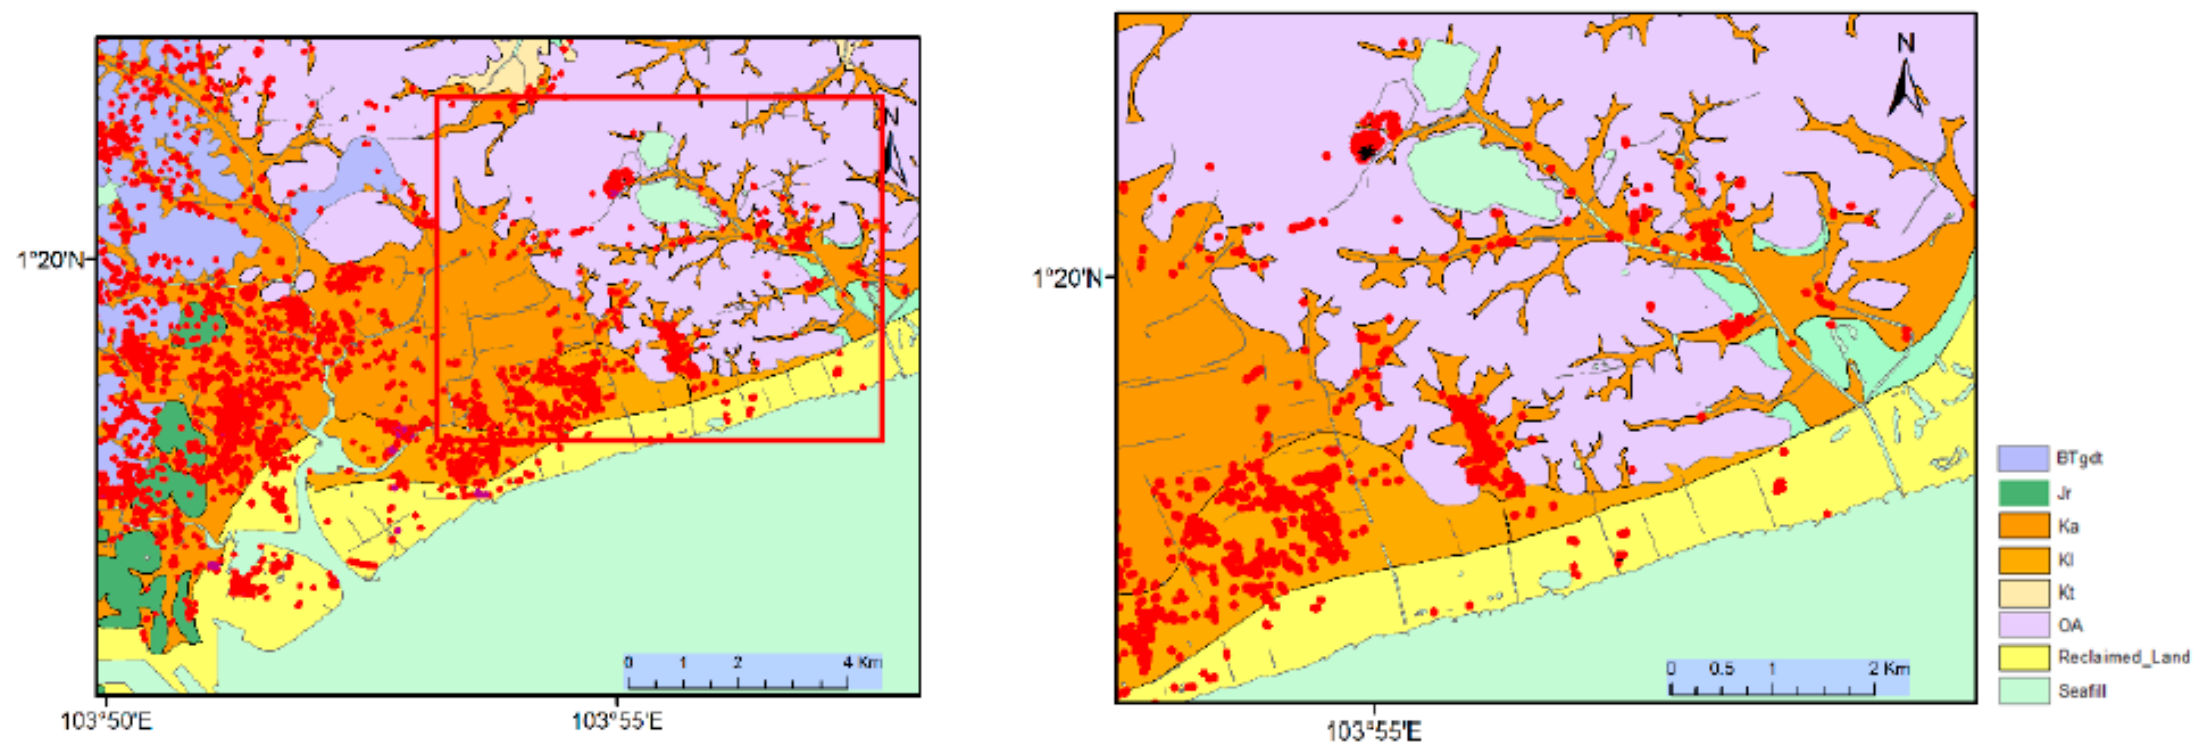 N
1°20'N
0 1 2 4 Km
103°50'E 103°55'E
N
1°20'N
0 0.5 1 2 Km
103°55'E
BTgdt
Jr
Ka
Kl
Kt
OA
Reclaimed_Land
Seafill